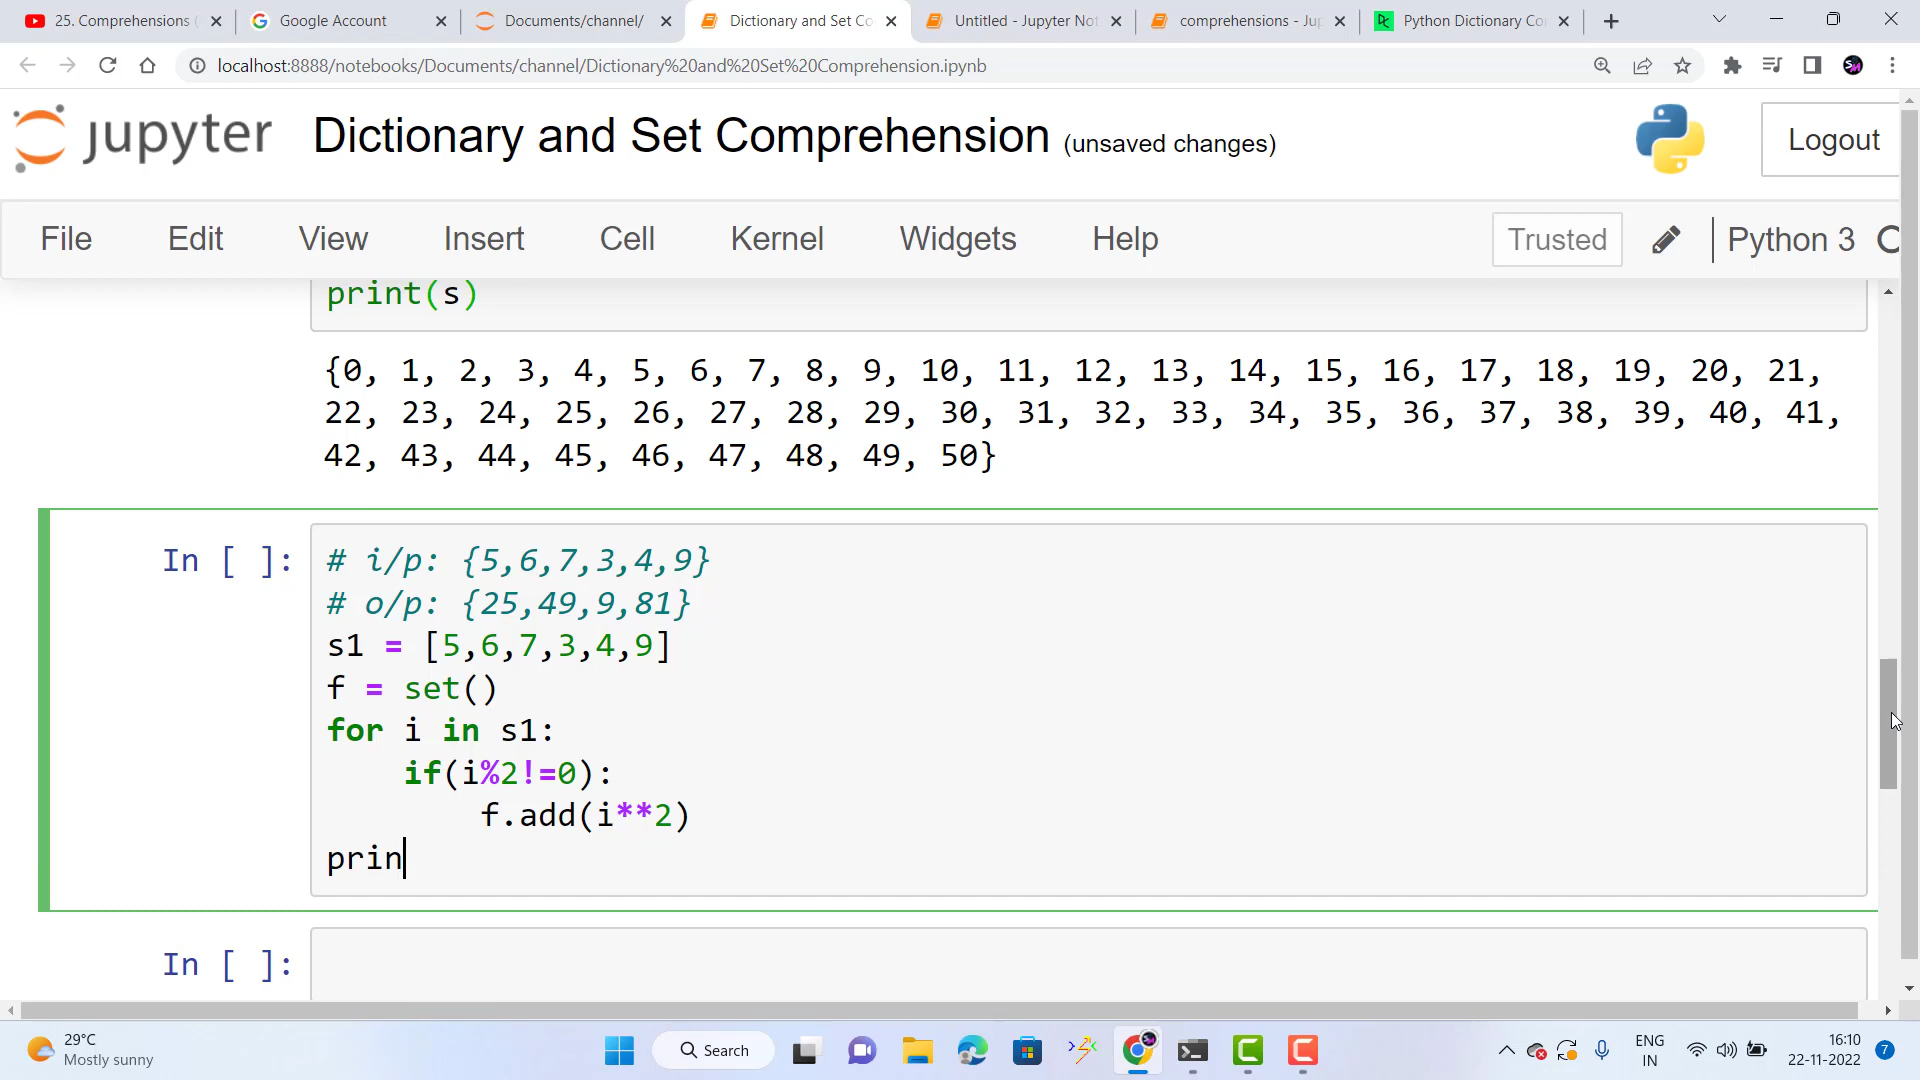 25. Comprehensions (
Google Account
Documents/channel/
Dictionary and Set Co
Untitled - Jupyter Not
comprehensions - Jup
Python Dictionary Co
localhost:8888/notebooks/Documents/channel/Dictionary%20and%20Set%20Comprehension.ipynb
jupyter Dictionary and Set Comprehension (unsaved changes)
Logout
File Edit View Insert Cell Kernel Widgets Help Trusted Python 3
print(s)
{0, 1, 2, 3, 4, 5, 6, 7, 8, 9, 10, 11, 12, 13, 14, 15, 16, 17, 18, 19, 20, 21,
22, 23, 24, 25, 26, 27, 28, 29, 30, 31, 32, 33, 34, 35, 36, 37, 38, 39, 40, 41,
42, 43, 44, 45, 46, 47, 48, 49, 50}
In [ ]:
# i/p: {5,6,7,3,4,9}
# o/p: {25,49,9,81}
s1 = [5,6,7,3,4,9]
f = set()
for i in s1:
    if(i%2!=0):
        f.add(i**2)
prin
In [ ]:
29°C
Mostly sunny
Search
ENG
IN
16:10
22-11-2022
7